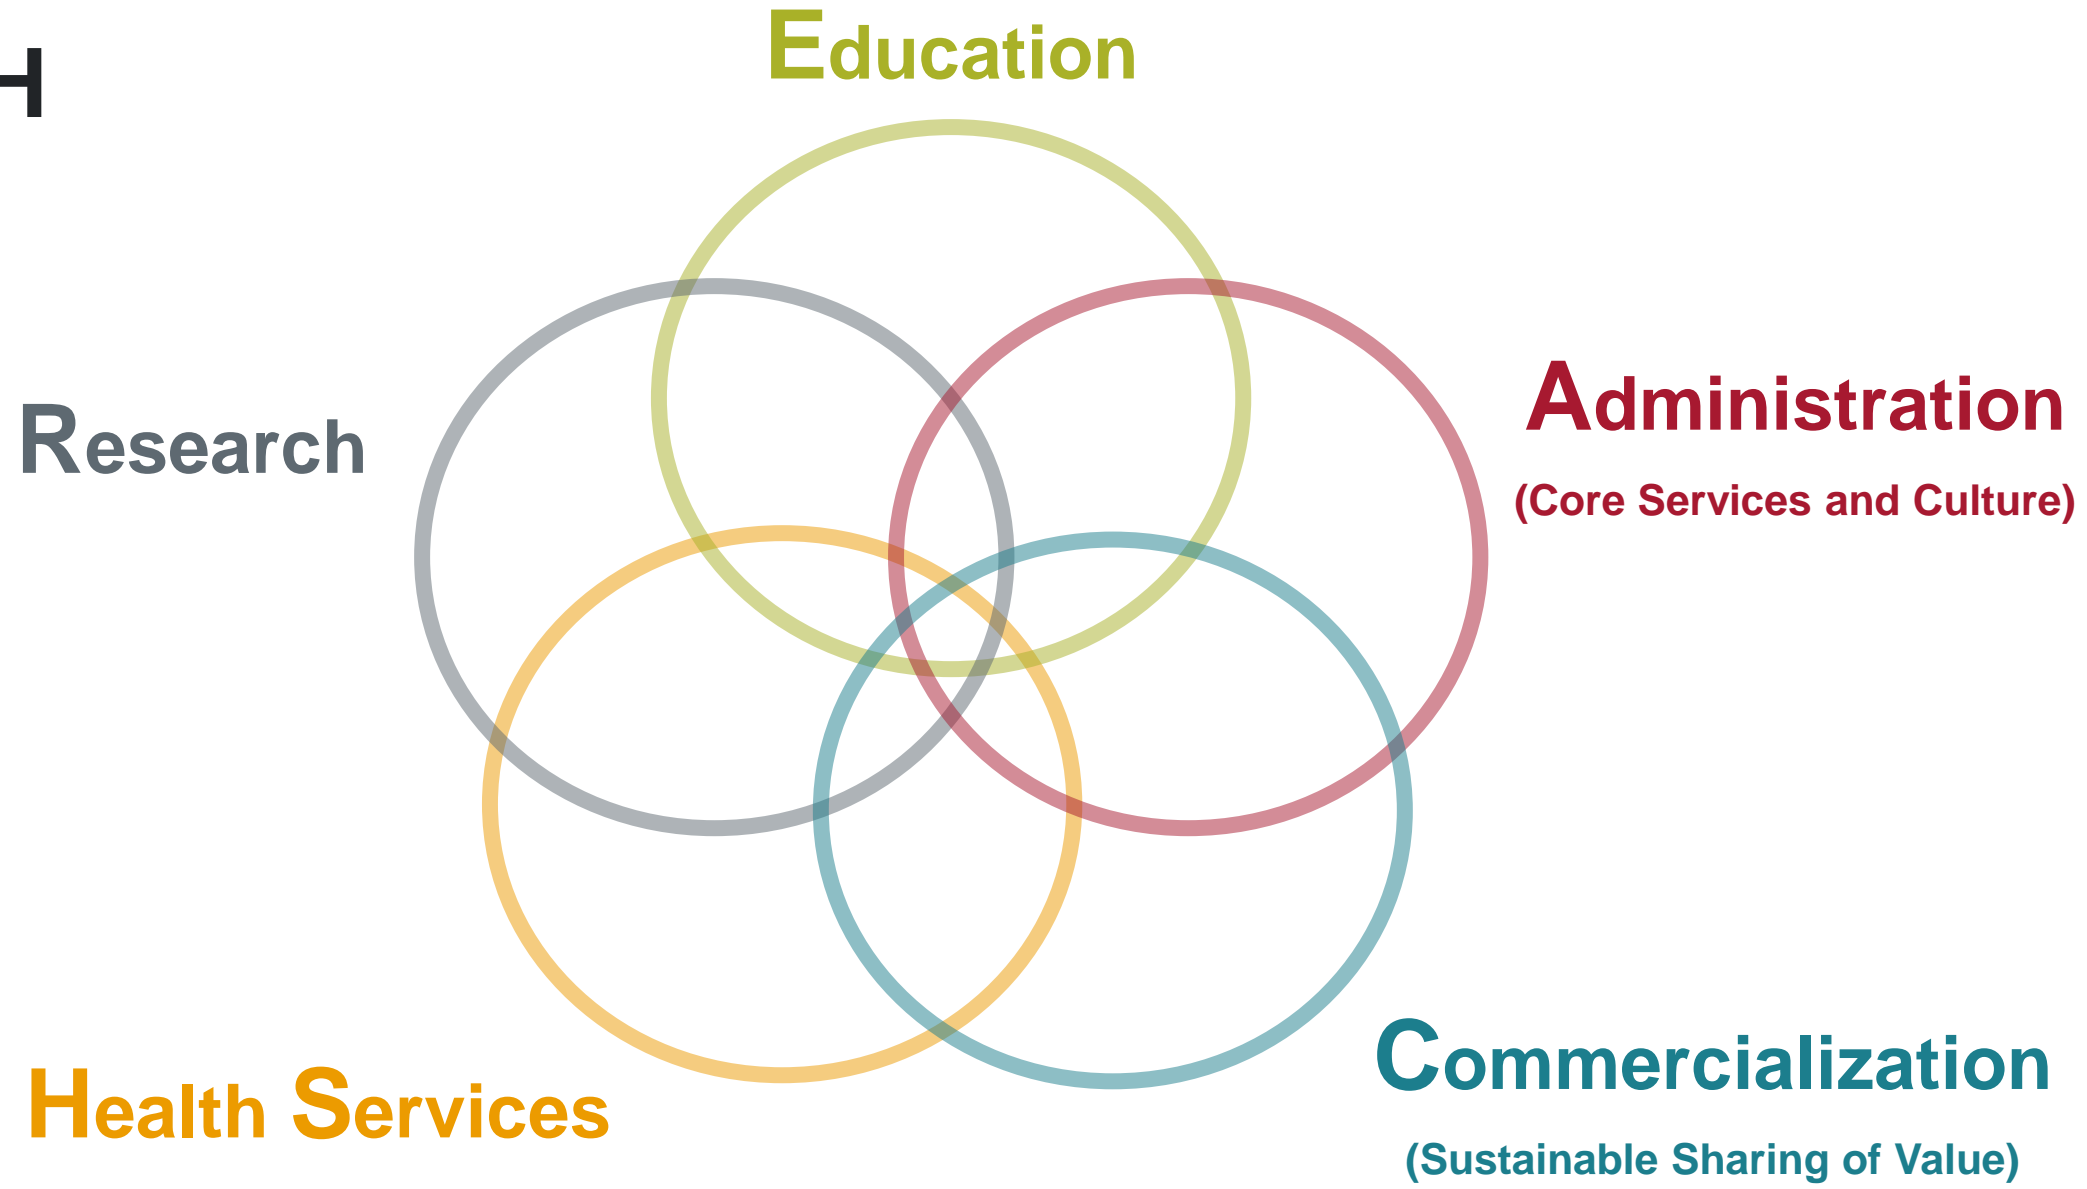 Education
H
Research
Administration
(Core Services and Culture)
Health Services
Commercialization
(Sustainable Sharing of Value)